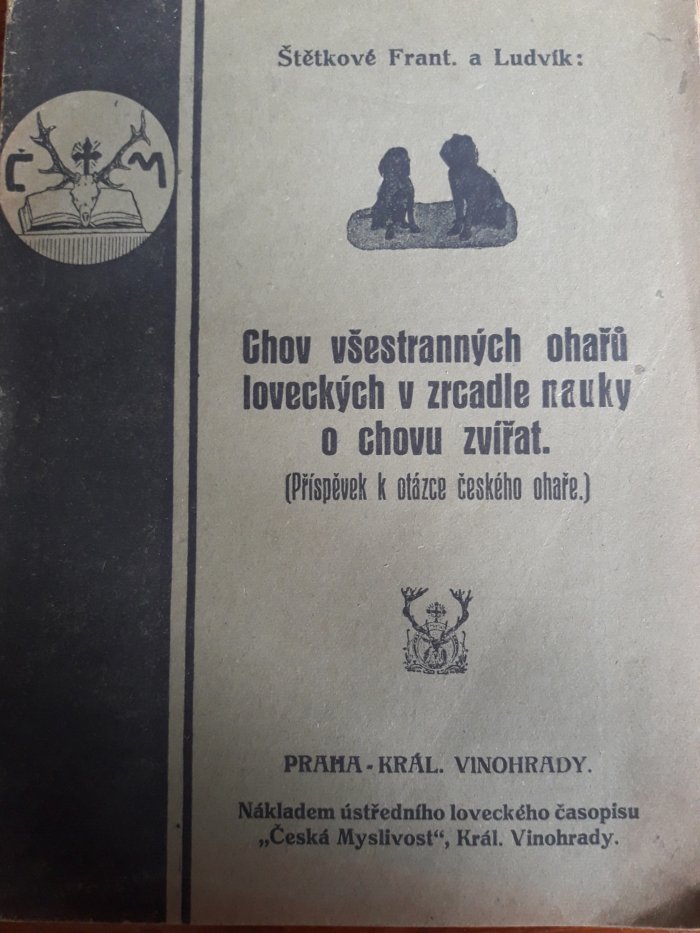 Štětkové Frant. a Ludvík:
Č M
Chov všestranných ohařů
loveckých v zrcadle nauky
o chovu zvířat.
(Příspěvek k otázce českého ohaře.)
PRAHA - KRÁL. VINOHRADY.
Nákladem ústředního loveckého časopisu
„Česká Myslivost", Král. Vinohrady.